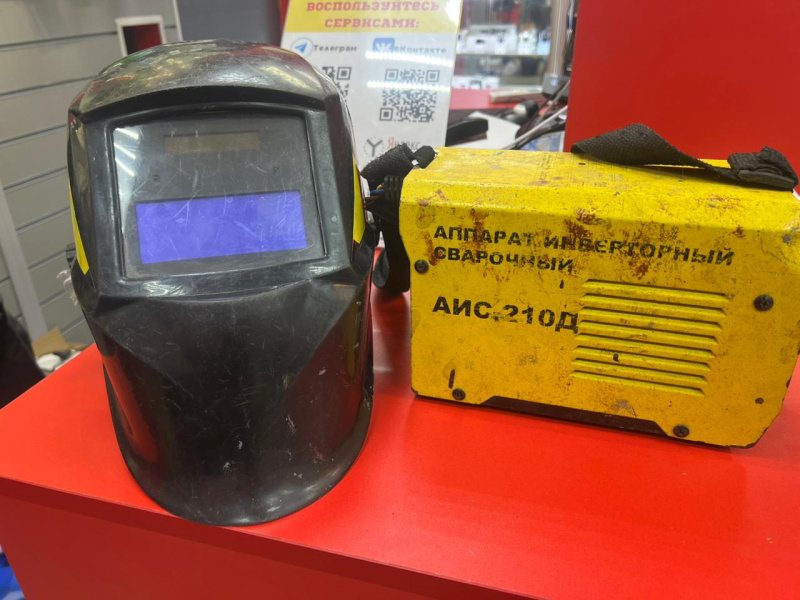 ВОСПОЛЬЗУЙТЕСЬ
СЕРВИСАМИ:
Телеграм
ВКонтакте
АППАРАТ ИНВЕРТОРНЫЙ
СВАРОЧНЫЙ
АИС-210Д